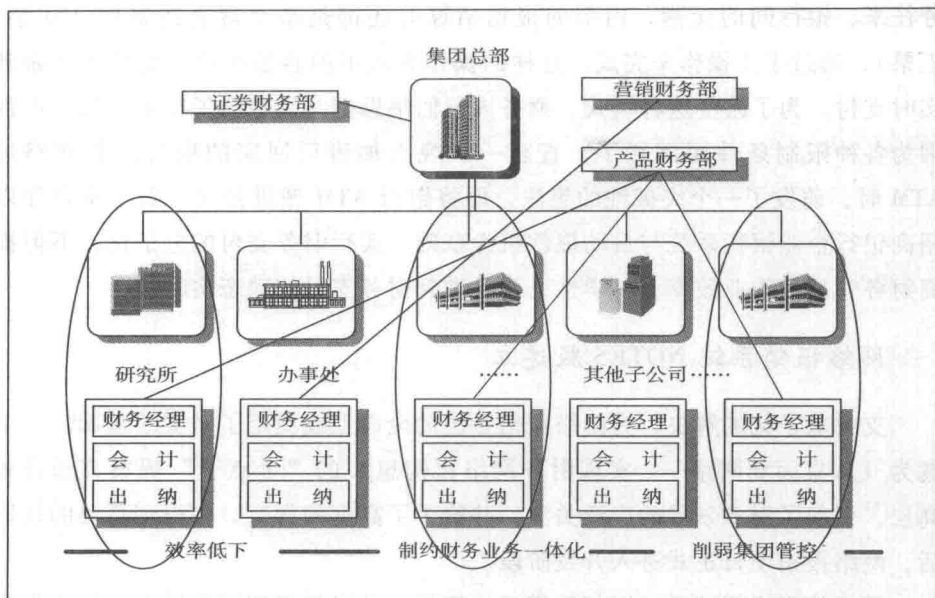 集团总部
证券财务部
营销财务部
产品财务部
研究所
办事处
……
其他子公司……
财务经理
会 计
出 纳
财务经理
会 计
出 纳
财务经理
会 计
出 纳
财务经理
会 计
出 纳
财务经理
会 计
出 纳
效率低下
制约财务业务一体化
削弱集团管控